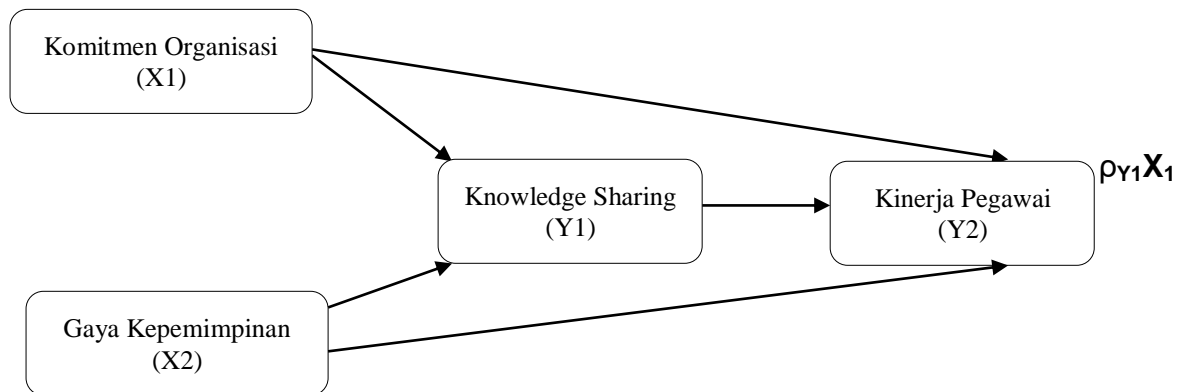 Komitmen Organisasi
(X1)
Knowledge Sharing
(Y1)
Kinerja Pegawai
(Y2)
ρY1X1
Gaya Kepemimpinan
(X2)